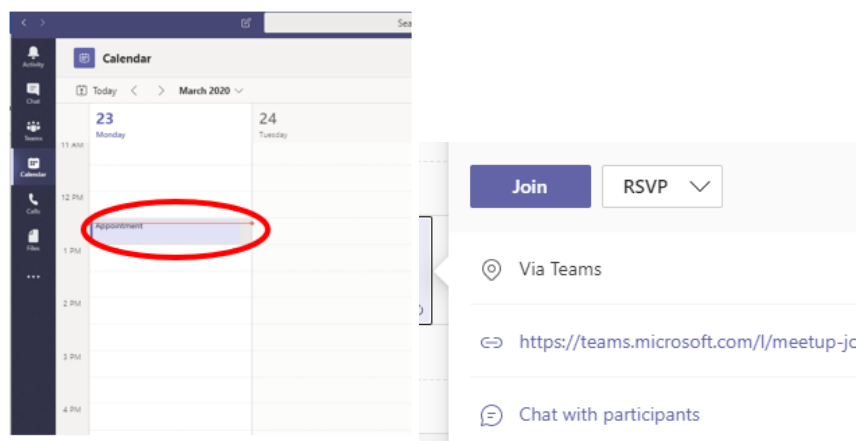 Sea
Activity
Calendar
Chat
Today
March 2020
Teams
23
Monday
24
Tuesday
11 AM
Calendar
12 PM
Calls
Appointment
Files
1 PM
2 PM
3 PM
4 PM
Join
RSVP
Via Teams
https://teams.microsoft.com/l/meetup-jo
Chat with participants